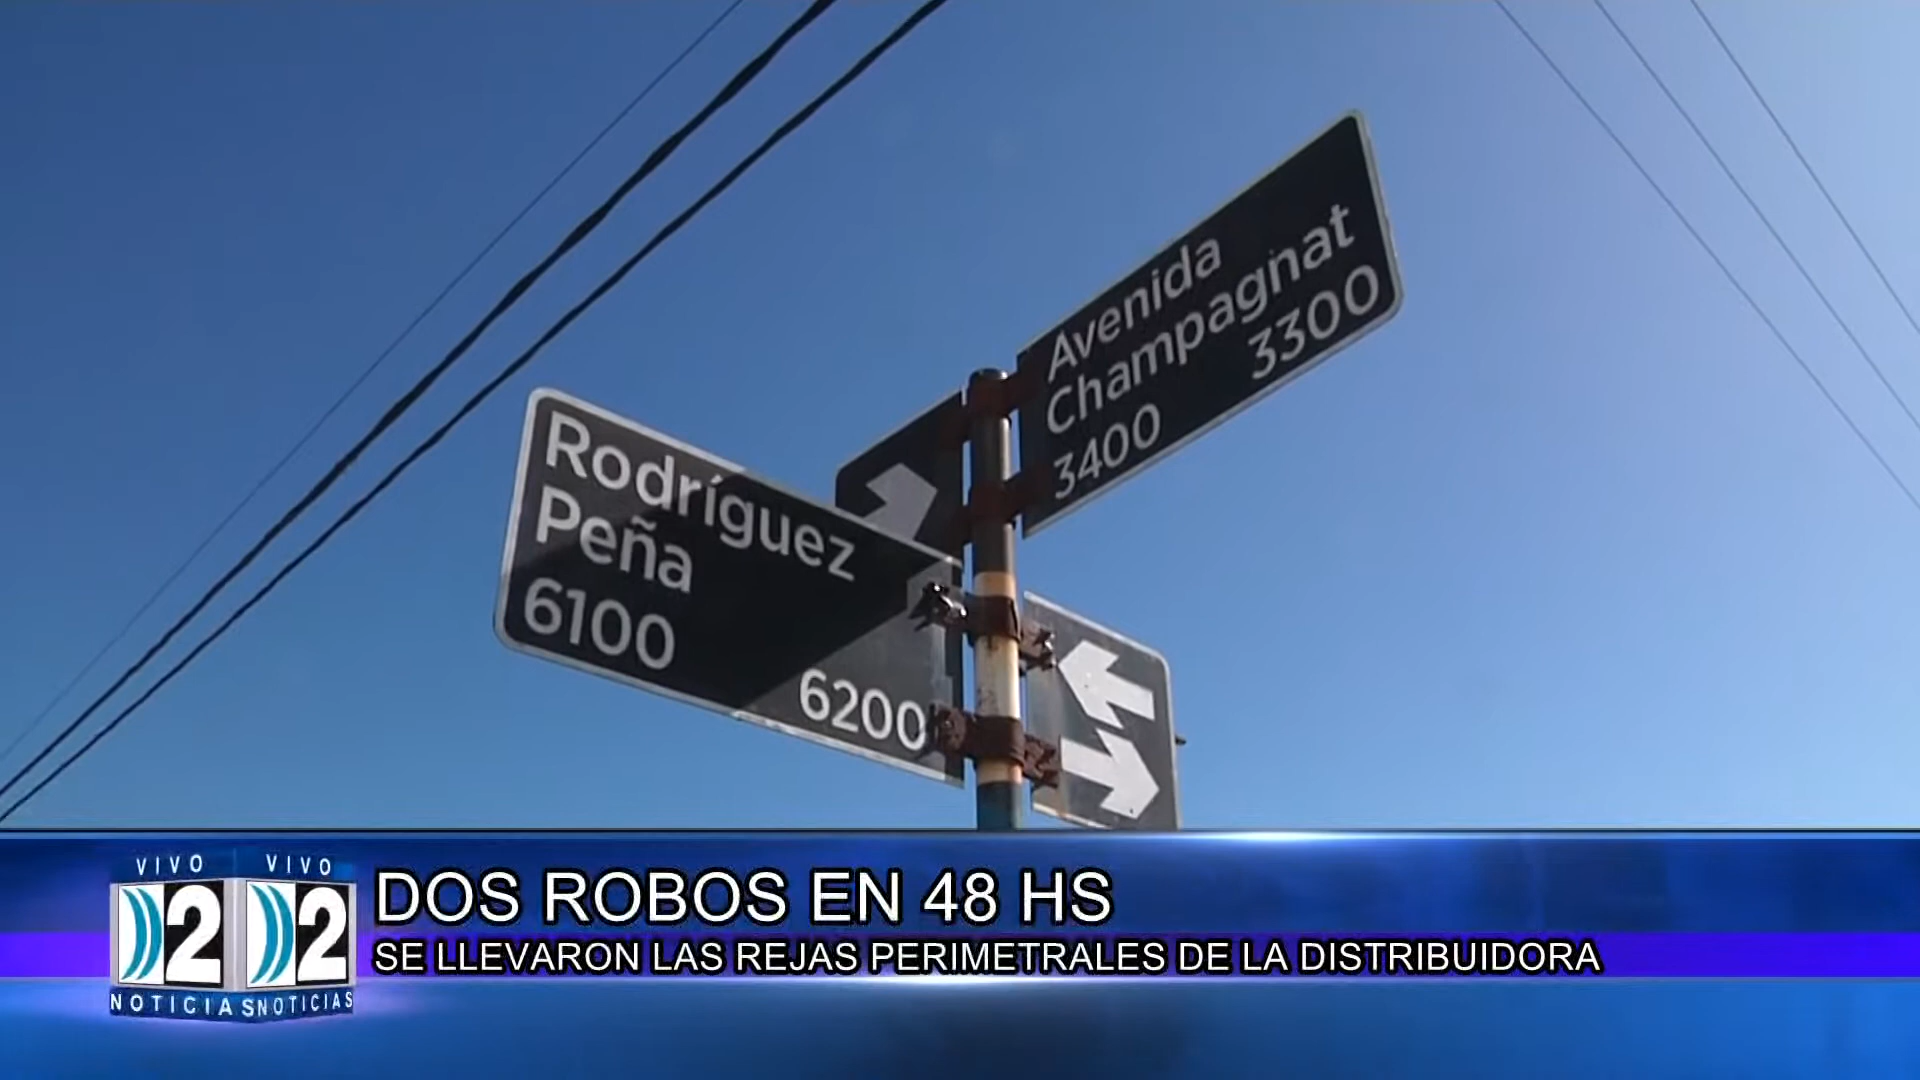 Avenida
Champagnat
3300
3400
Rodríguez
Peña
6100
6200
VIVO VIVO
2 2
NOTICIAS NOTICIAS
DOS ROBOS EN 48 HS
SE LLEVARON LAS REJAS PERIMETRALES DE LA DISTRIBUIDORA